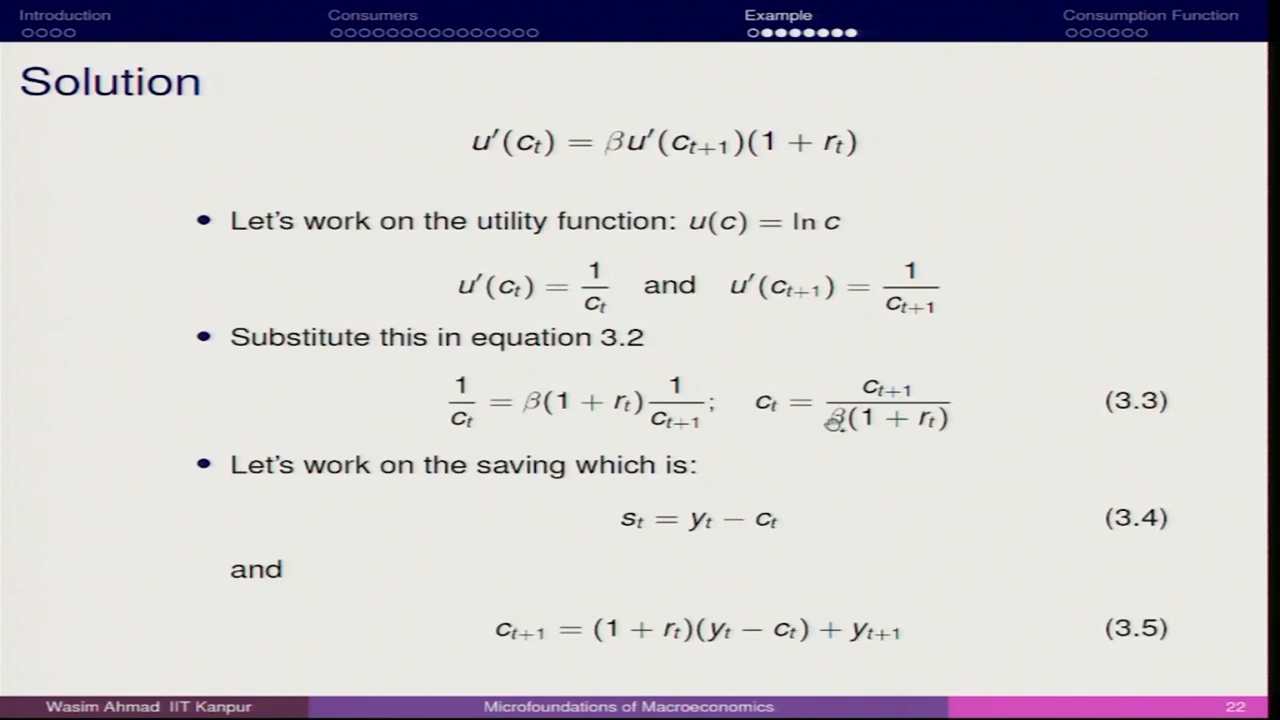 Introduction Consumers Example Consumption Function
Solution
u′(cₜ) = βu′(cₜ₊₁)(1 + rₜ)
• Let's work on the utility function: u(c) = ln c
u′(cₜ) = 1/cₜ and u′(cₜ₊₁) = 1/cₜ₊₁
• Substitute this in equation 3.2
1/cₜ = β(1 + rₜ) 1/cₜ₊₁; cₜ = cₜ₊₁/β(1 + rₜ) (3.3)
• Let's work on the saving which is:
sₜ = yₜ − cₜ (3.4)
and
cₜ₊₁ = (1 + rₜ)(yₜ − cₜ) + yₜ₊₁ (3.5)
Wasim Ahmad IIT Kanpur Microfoundations of Macroeconomics 22